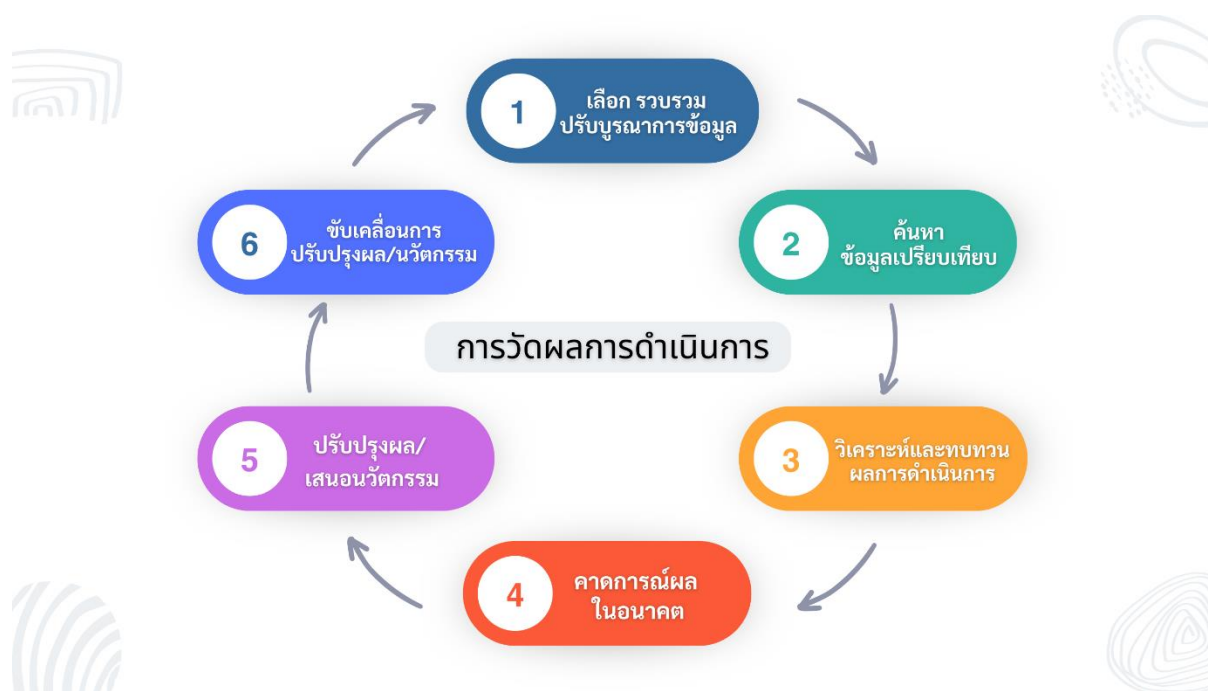 1
เลือก รวบรวม
ปรับบูรณาการข้อมูล
2
ค้นหา
ข้อมูลเปรียบเทียบ
3
วิเคราะห์และทบทวน
ผลการดำเนินการ
4
คาดการณ์ผล
ในอนาคต
5
ปรับปรุงผล/
เสนอนวัตกรรม
6
ขับเคลื่อนการ
ปรับปรุงผล/นวัตกรรม
การวัดผลการดำเนินการ